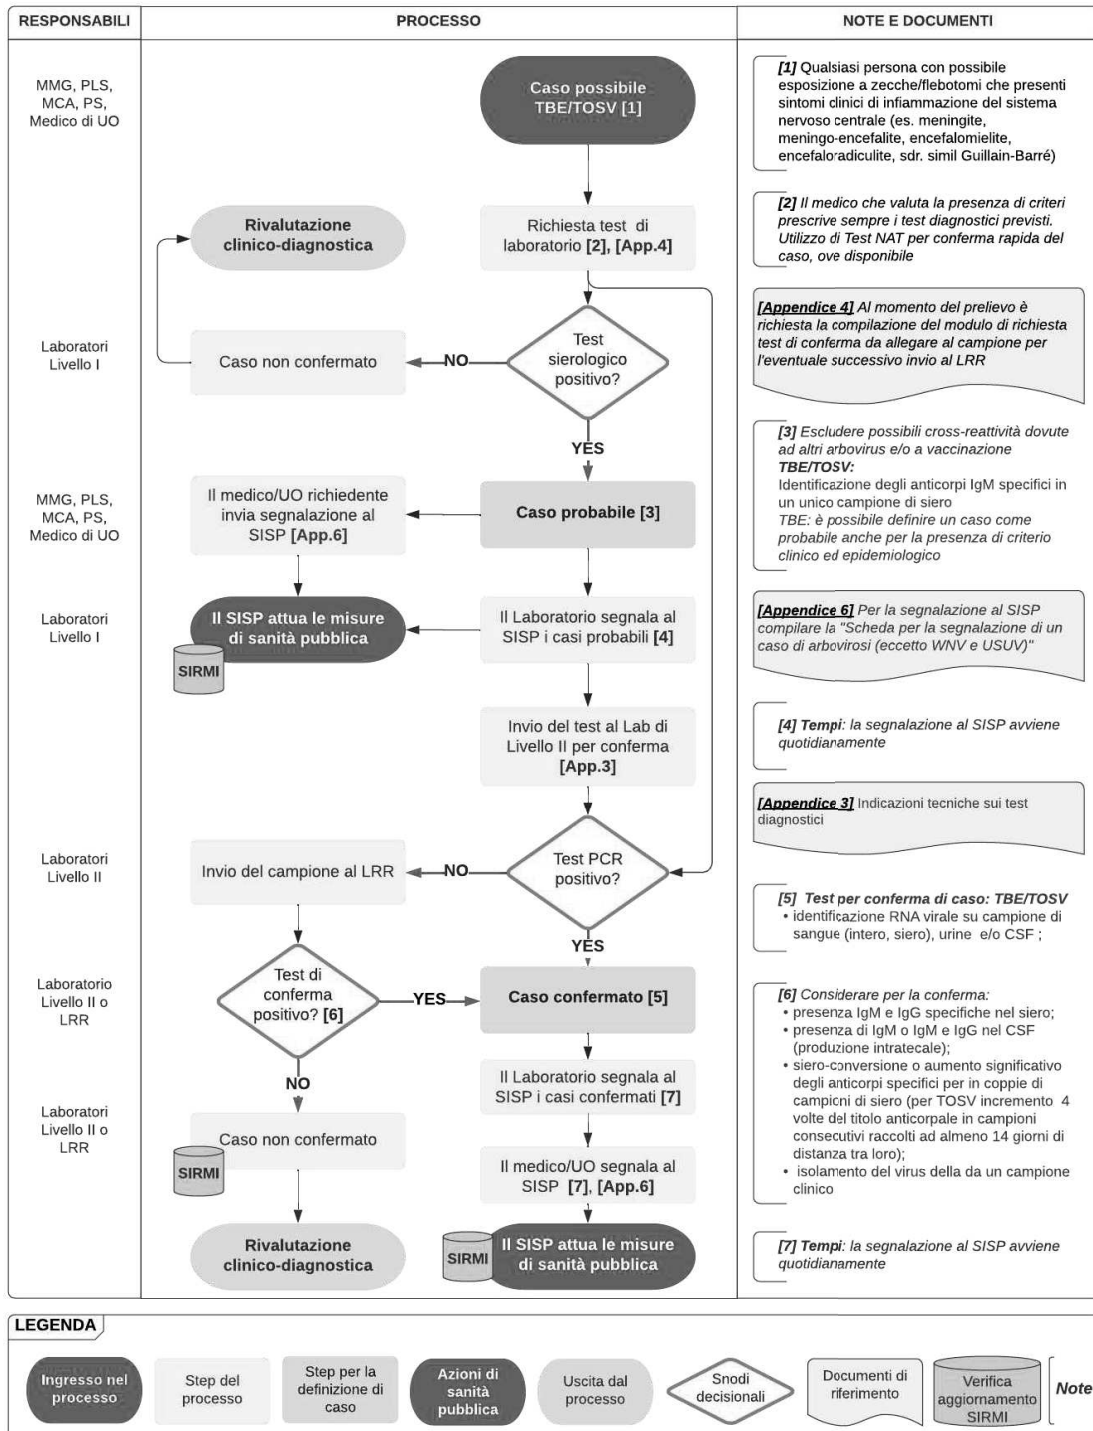 RESPONSABILI
PROCESSO
NOTE E DOCUMENTI
MMG, PLS,
MCA, PS,
Medico di UO
Caso possibile
TBE/TOSV [1]
[1] Qualsiasi persona con possibile
esposizione a zecche/flebotomi che presenti
sintomi clinici di infiammazione del sistema
nervoso centrale (es. meningite,
meningo-encefalite, encefalomielite,
encefaloradiculite, sdr. simil Guillain-Barré)
Rivalutazione
clinico-diagnostica
Richiesta test di
laboratorio [2], [App.4]
[2] Il medico che valuta la presenza di criteri
prescrive sempre i test diagnostici previsti.
Utilizzo di Test NAT per conferma rapida del
caso, ove disponibile
Laboratori
Livello I
Caso non confermato
NO
Test
sierologico
positivo?
YES
[Appendice 4] Al momento del prelievo è
richiesta la compilazione del modulo di richiesta
test di conferma da allegare al campione per
l'eventuale successivo invio al LRR
MMG, PLS,
MCA, PS,
Medico di UO
Il medico/UO richiedente
invia segnalazione al
SISP [App.6]
Caso probabile [3]
[3] Escludere possibili cross-reattività dovute
ad altri arbovirus e/o a vaccinazione
TBE/TOSV:
Identificazione degli anticorpi IgM specifici in
un unico campione di siero
TBE: è possibile definire un caso come
probabile anche per la presenza di criterio
clinico ed epidemiologico
Laboratori
Livello I
Il SISP attua le misure
di sanità pubblica
SIRMI
Il Laboratorio segnala al
SISP i casi probabili [4]
[Appendice 6] Per la segnalazione al SISP
compilare la "Scheda per la segnalazione di un
caso di arbovirosi (eccetto WNV e USUV)"
Invio del test al Lab di
Livello II per conferma
[App.3]
[4] Tempi: la segnalazione al SISP avviene
quotidianamente
[Appendice 3] Indicazioni tecniche sui test
diagnostici
Laboratori
Livello II
Invio del campione al LRR
NO
Test PCR
positivo?
YES
[5] Test per conferma di caso: TBE/TOSV
• identificazione RNA virale su campione di
sangue (intero, siero), urine e/o CSF ;
Laboratorio
Livello II o
LRR
Test di
conferma
positivo? [6]
YES
NO
Caso confermato [5]
[6] Considerare per la conferma:
• presenza IgM e IgG specifiche nel siero;
• presenza di IgM o IgM e IgG nel CSF
(produzione intratecale);
• siero-conversione o aumento significativo
degli anticorpi specifici per in coppie di
campioni di siero (per TOSV incremento 4
volte del titolo anticorpale in campioni
consecutivi raccolti ad almeno 14 giorni di
distanza tra loro);
• isolamento del virus della da un campione
clinico
Il Laboratorio segnala al
SISP i casi confermati [7]
Laboratori
Livello II o
LRR
Caso non confermato
SIRMI
Il medico/UO segnala al
SISP [7], [App.6]
Rivalutazione
clinico-diagnostica
SIRMI
Il SISP attua le misure
di sanità pubblica
[7] Tempi: la segnalazione al SISP avviene
quotidianamente
LEGENDA
Ingresso nel
processo
Step del
processo
Step per la
definizione di
caso
Azioni di
sanità
pubblica
Uscita dal
processo
Snodi
decisionali
Documenti di
riferimento
Verifica
aggiornamento
SIRMI
Note